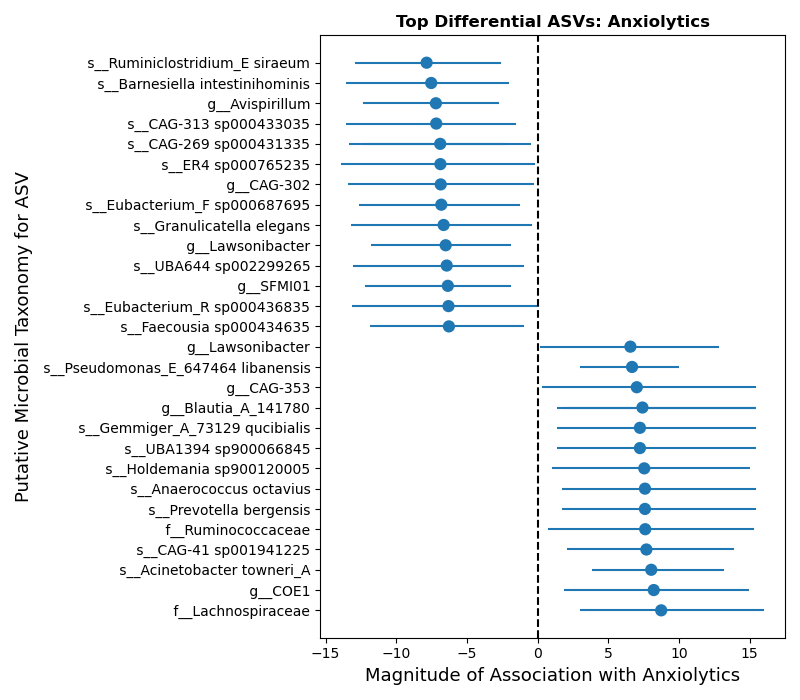 Top Differential ASVs: Anxiolytics
Putative Microbial Taxonomy for ASV
s__Ruminiclostridium_E siraeum
s__Barnesiella intestinihominis
g__Avispirillum
s__CAG-313 sp000433035
s__CAG-269 sp000431335
s__ER4 sp000765235
g__CAG-302
s__Eubacterium_F sp000687695
s__Granulicatella elegans
g__Lawsonibacter
s__UBA644 sp002299265
g__SFMI01
s__Eubacterium_R sp000436835
s__Faecousia sp000434635
g__Lawsonibacter
s__Pseudomonas_E_647464 libanensis
g__CAG-353
g__Blautia_A_141780
s__Gemmiger_A_73129 qucibialis
s__UBA1394 sp900066845
s__Holdemania sp900120005
s__Anaerococcus octavius
s__Prevotella bergensis
f__Ruminococcaceae
s__CAG-41 sp001941225
s__Acinetobacter towneri_A
g__COE1
f__Lachnospiraceae
−15 −10 −5 0 5 10 15
Magnitude of Association with Anxiolytics